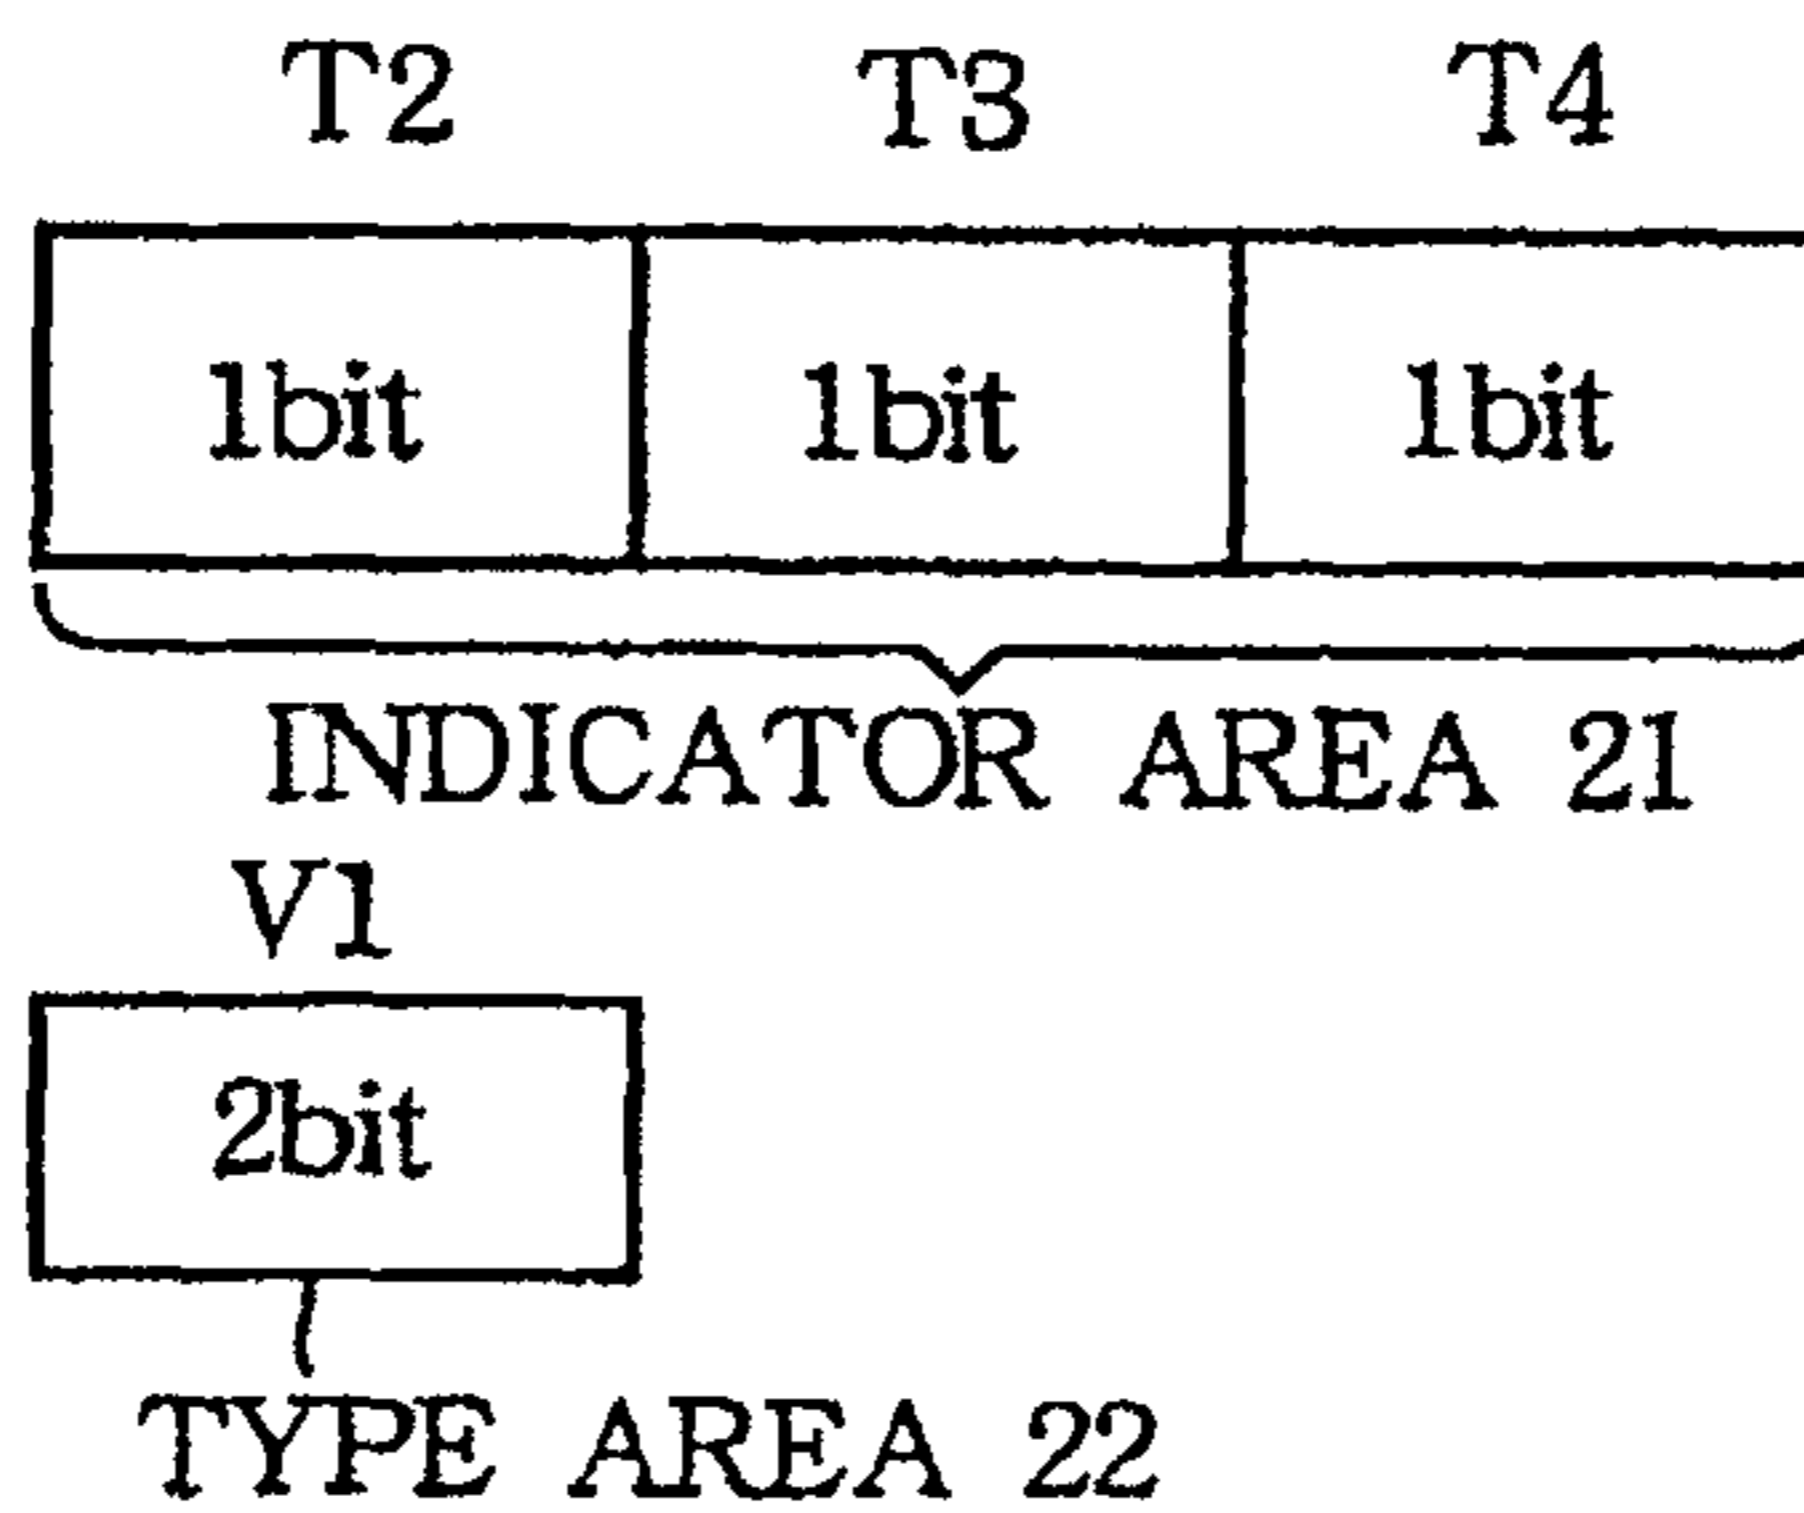 T2 T3 T4
1bit 1bit 1bit
INDICATOR AREA 21
V1
2bit
TYPE AREA 22